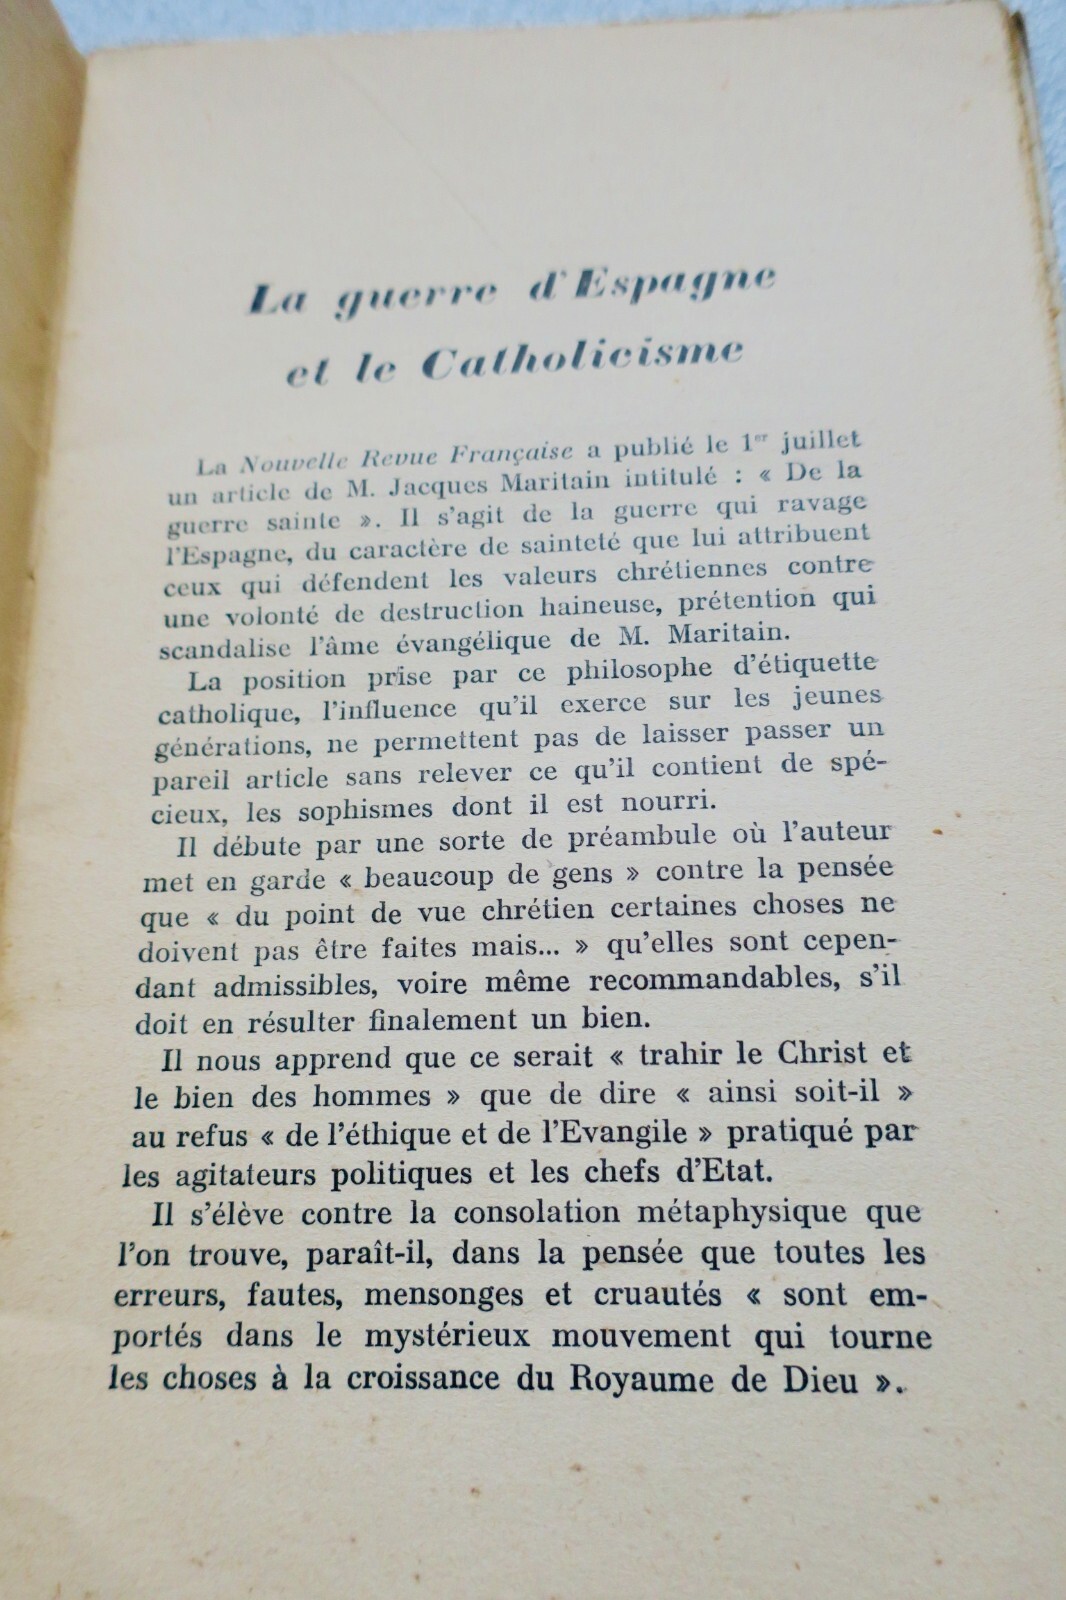 La guerre d'Espagne
et le Catholicisme
La Nouvelle Revue Française a publié le 1er juillet
un article de M. Jacques Maritain intitulé : « De la
guerre sainte ». Il s'agit de la guerre qui ravage
l'Espagne, du caractère de sainteté que lui attribuent
ceux qui défendent les valeurs chrétiennes contre
une volonté de destruction haineuse, prétention qui
scandalise l'âme évangélique de M. Maritain.
La position prise par ce philosophe d'étiquette
catholique, l'influence qu'il exerce sur les jeunes
générations, ne permettent pas de laisser passer un
pareil article sans relever ce qu'il contient de spé-
cieux, les sophismes dont il est nourri.
Il débute par une sorte de préambule où l'auteur
met en garde « beaucoup de gens » contre la pensée
que « du point de vue chrétien certaines choses ne
doivent pas être faites mais... » qu'elles sont cepen-
dant admissibles, voire même recommandables, s'il
doit en résulter finalement un bien.
Il nous apprend que ce serait « trahir le Christ et
le bien des hommes » que de dire « ainsi soit-il »
au refus « de l'éthique et de l'Evangile » pratiqué par
les agitateurs politiques et les chefs d'Etat.
Il s'élève contre la consolation métaphysique que
l'on trouve, paraît-il, dans la pensée que toutes les
erreurs, fautes, mensonges et cruautés « sont em-
portés dans le mystérieux mouvement qui tourne
les choses à la croissance du Royaume de Dieu ».